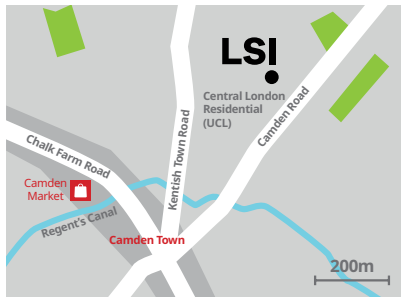 LSI
Central London
Residential
(UCL)
Camden Road
Kentish Town Road
Chalk Farm Road
Camden
Market
Regent's Canal
Camden Town
200m